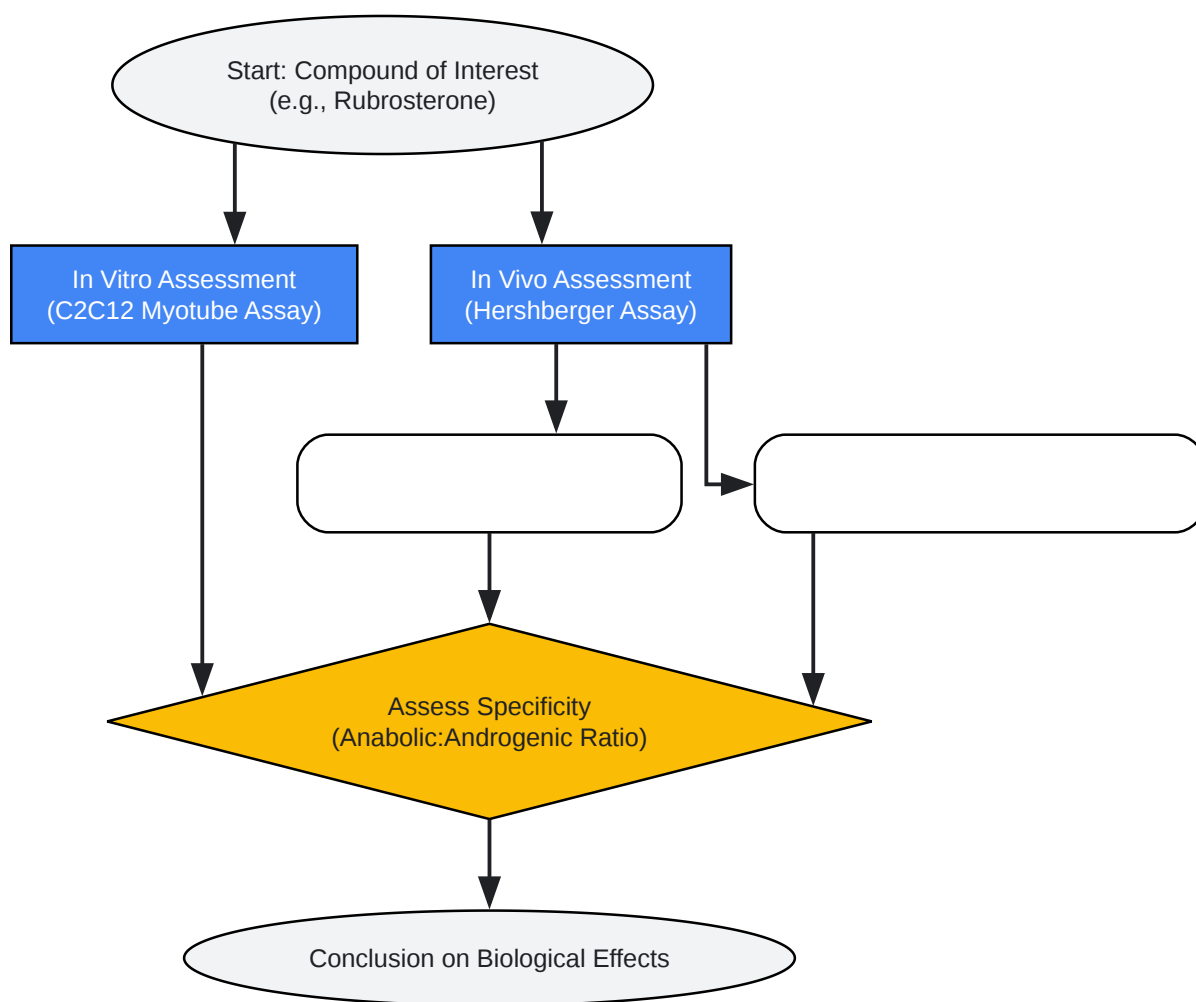 Start: Compound of Interest
(e.g., Rubrosterone)
In Vitro Assessment
(C2C12 Myotube Assay)
In Vivo Assessment
(Hershberger Assay)
Assess Specificity
(Anabolic:Androgenic Ratio)
Conclusion on Biological Effects